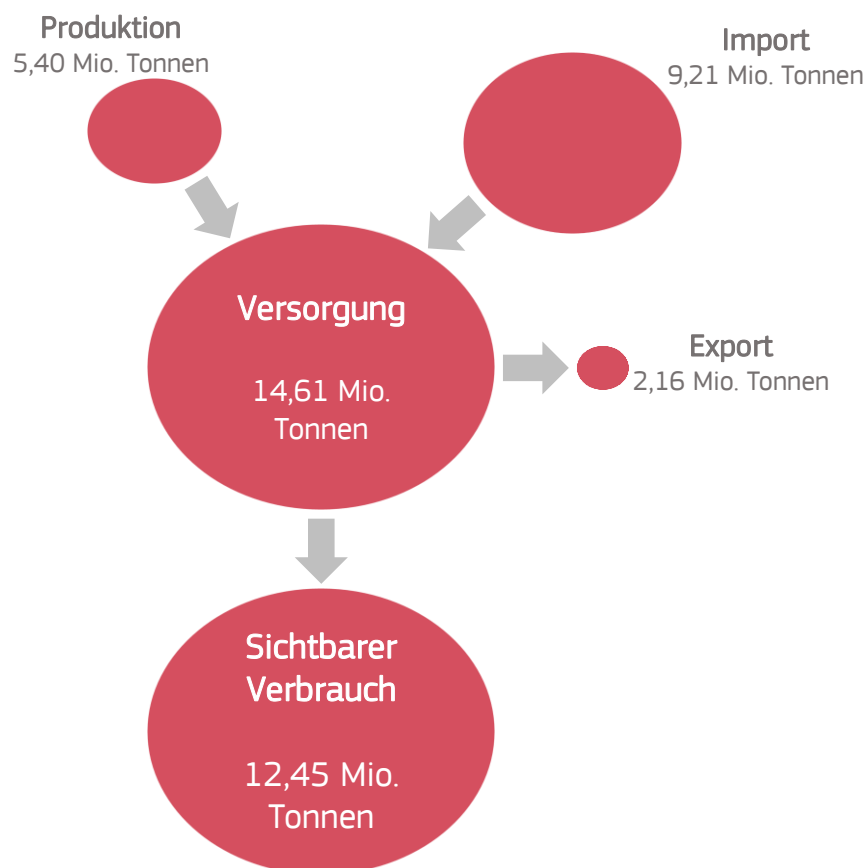 Produktion
5,40 Mio. Tonnen
Import
9,21 Mio. Tonnen
Versorgung
14,61 Mio.
Tonnen
Export
2,16 Mio. Tonnen
Sichtbarer
Verbrauch
12,45 Mio.
Tonnen